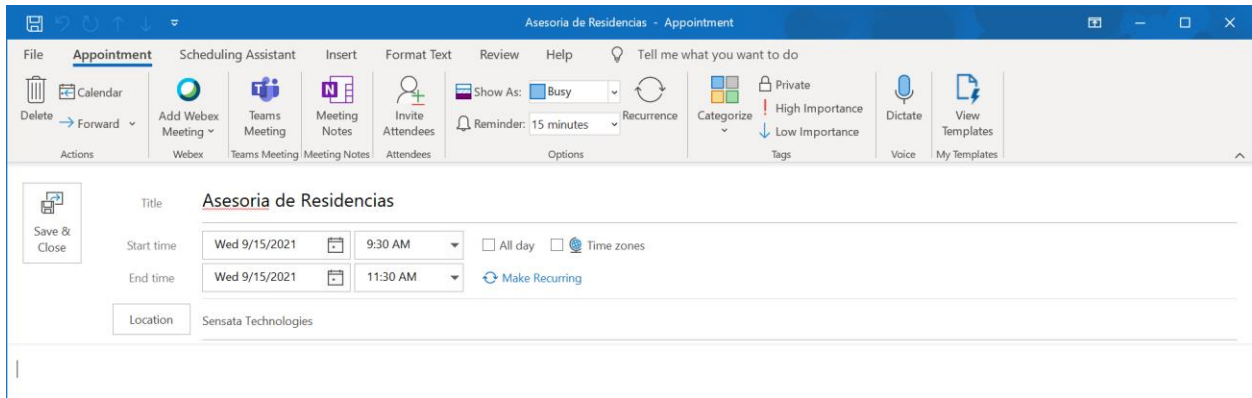 Asesoria de Residencias - Appointment
File Appointment Scheduling Assistant Insert Format Text Review Help Tell me what you want to do
Delete
Calendar
Forward
Actions
Add Webex
Meeting
Webex
Teams
Meeting
Teams Meeting
Meeting
Notes
Meeting Notes
Invite
Attendees
Attendees
Show As: Busy
Reminder: 15 minutes
Recurrence
Options
Categorize
Private
High Importance
Low Importance
Tags
Dictate
Voice
View
Templates
My Templates
Save &
Close
Title Asesoria de Residencias
Start time Wed 9/15/2021 9:30 AM All day Time zones
End time Wed 9/15/2021 11:30 AM Make Recurring
Location Sensata Technologies